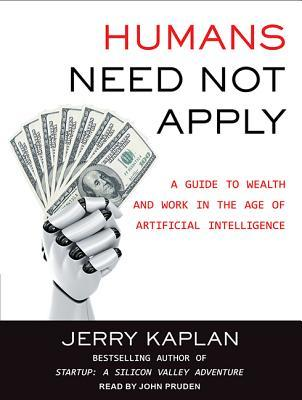 HUMANS
NEED NOT
APPLY
A GUIDE TO WEALTH
AND WORK IN THE AGE OF
ARTIFICIAL INTELLIGENCE
JERRY KAPLAN
BESTSELLING AUTHOR OF
STARTUP: A SILICON VALLEY ADVENTURE
READ BY JOHN PRUDEN